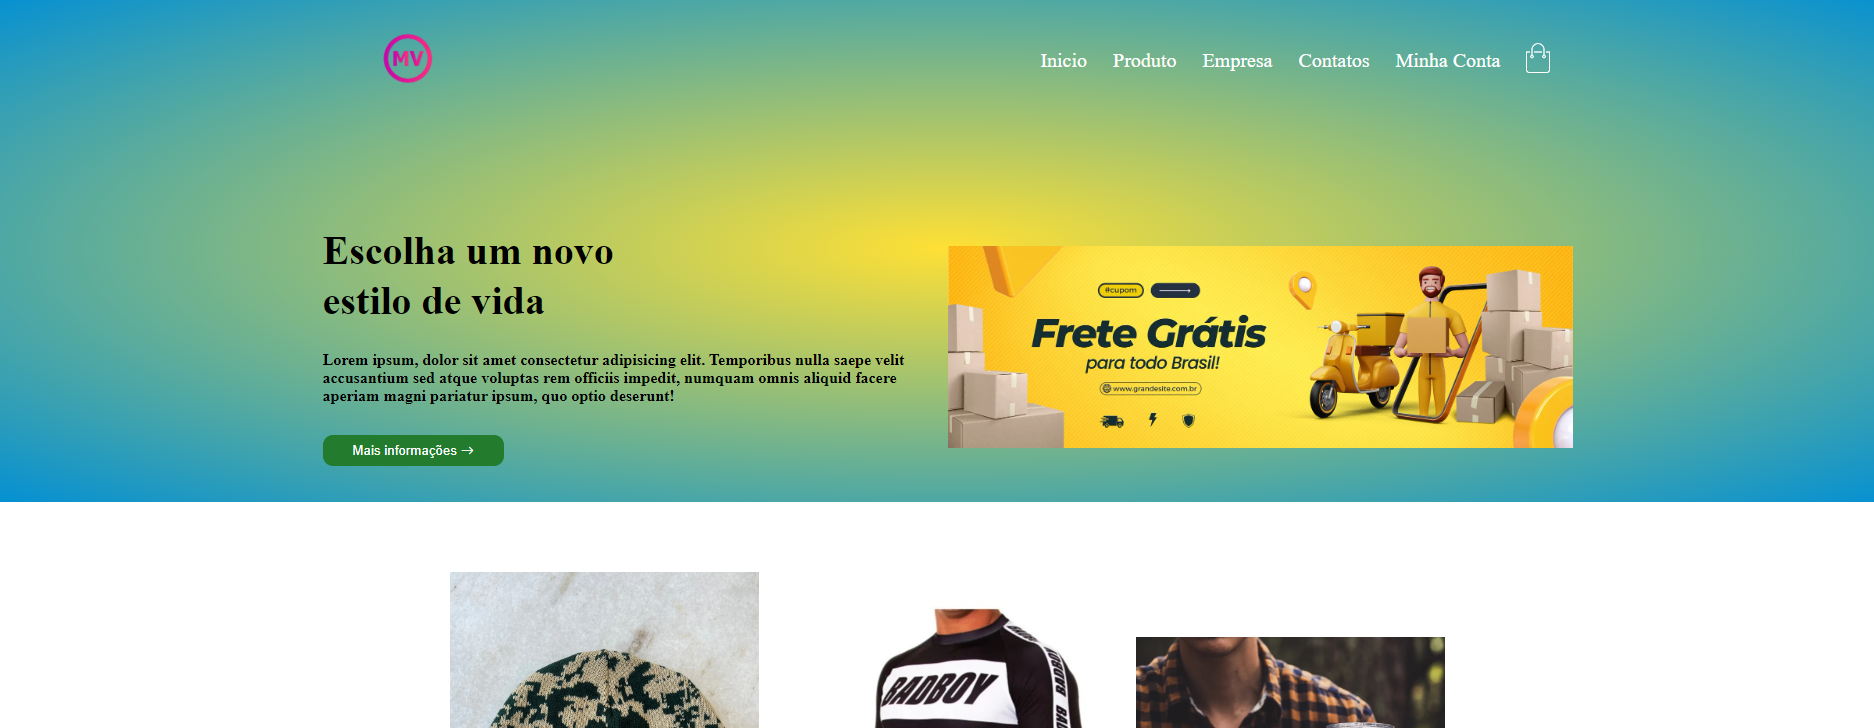 MV
Inicio Produto Empresa Contatos Minha Conta
Escolha um novo
estilo de vida
Lorem ipsum, dolor sit amet consectetur adipisicing elit. Temporibus nulla saepe velit
accusantium sed atque voluptas rem officiis impedit, numquam omnis aliquid facere
aperiam magni pariatur ipsum, quo optio deserunt!
Mais informações →
#cupom
Frete Grátis
para todo Brasil!
www.grandesite.com.br
BADBOY
BADBOY
BAD